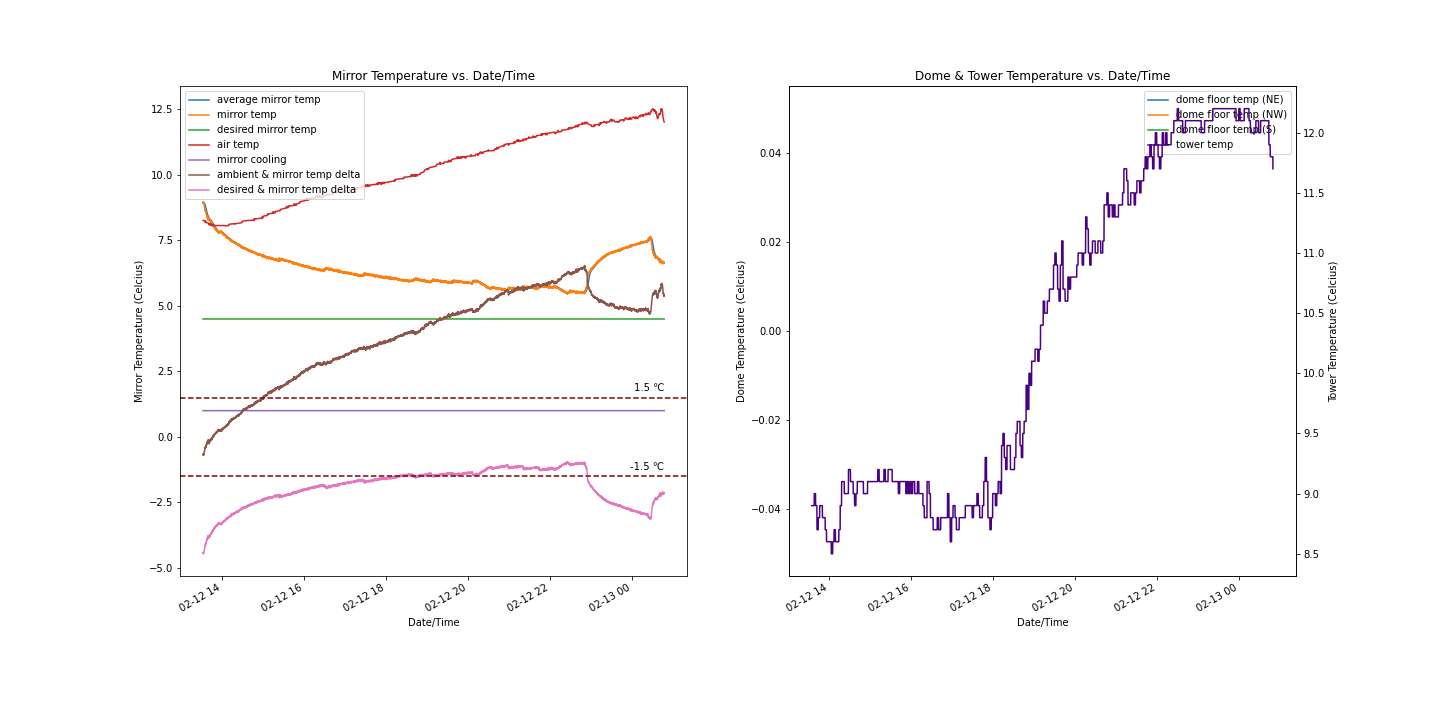 Mirror Temperature vs. Date/Time
average mirror temp
mirror temp
desired mirror temp
air temp
mirror cooling
ambient & mirror temp delta
desired & mirror temp delta
12.5
10.0
7.5
5.0
2.5
0.0
−2.5
−5.0
Mirror Temperature (Celcius)
1.5 °C
-1.5 °C
02-12 14
02-12 16
02-12 18
02-12 20
02-12 22
02-13 00
Date/Time
Dome & Tower Temperature vs. Date/Time
dome floor temp (NE)
dome floor temp (NW)
dome floor temp (S)
tower temp
0.04
0.02
0.00
−0.02
−0.04
Dome Temperature (Celcius)
12.0
11.5
11.0
10.5
10.0
9.5
9.0
8.5
Tower Temperature (Celcius)
02-12 14
02-12 16
02-12 18
02-12 20
02-12 22
02-13 00
Date/Time